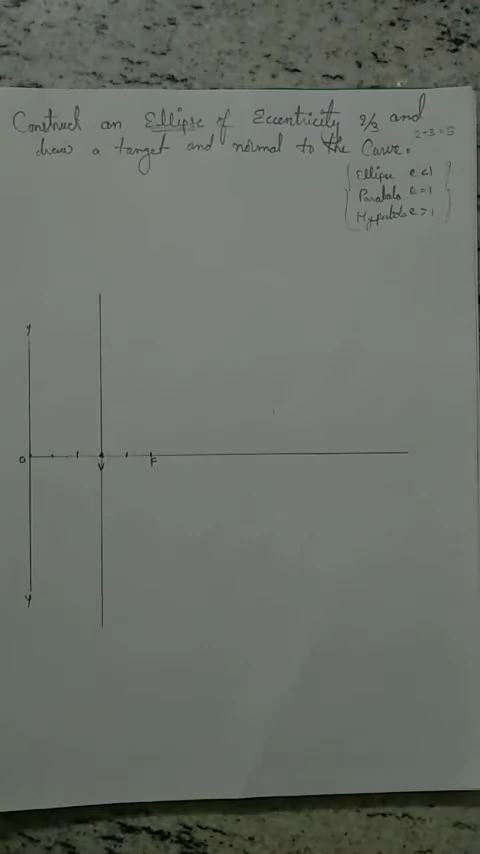 Construct an Ellipse of Eccentricity 2/3 and
2+3=5
draw a tanget and normal to the Curve.
Ellipse e<1
Parabola e=1
Hyperbola e>1
y
a
V
F
y